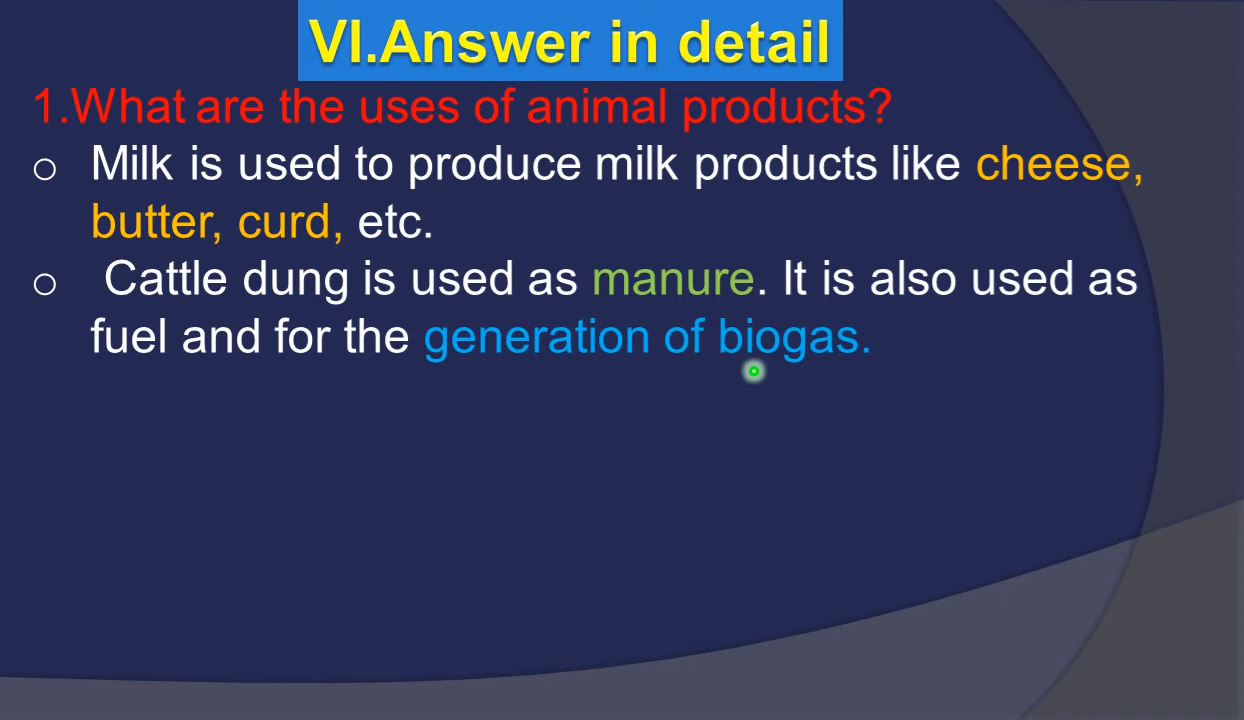 VI.Answer in detail
1.What are the uses of animal products?
o Milk is used to produce milk products like cheese,
butter, curd, etc.
o Cattle dung is used as manure. It is also used as
fuel and for the generation of biogas.